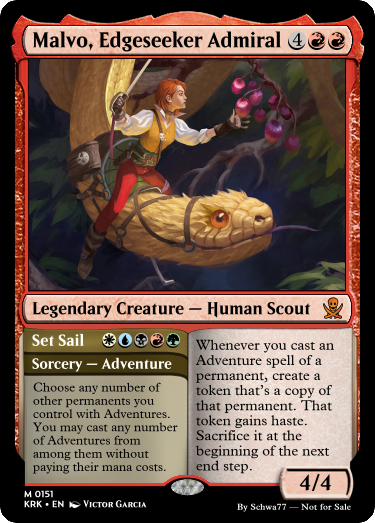 Malvo, Edgeseeker Admiral 4
Legendary Creature — Human Scout
Set Sail
Sorcery — Adventure
Choose any number of
other permanents you
control with Adventures.
You may cast any
number of Adventures from
among them without
paying their mana costs.
Whenever you cast an
Adventure spell of a
permanent, create a
token that's a copy of
that permanent. That
token gains haste.
Sacrifice it at the
beginning of the next
end step.
4/4
M 0151
KRK • EN Victor Garcia
By Schwa77 — Not for Sale